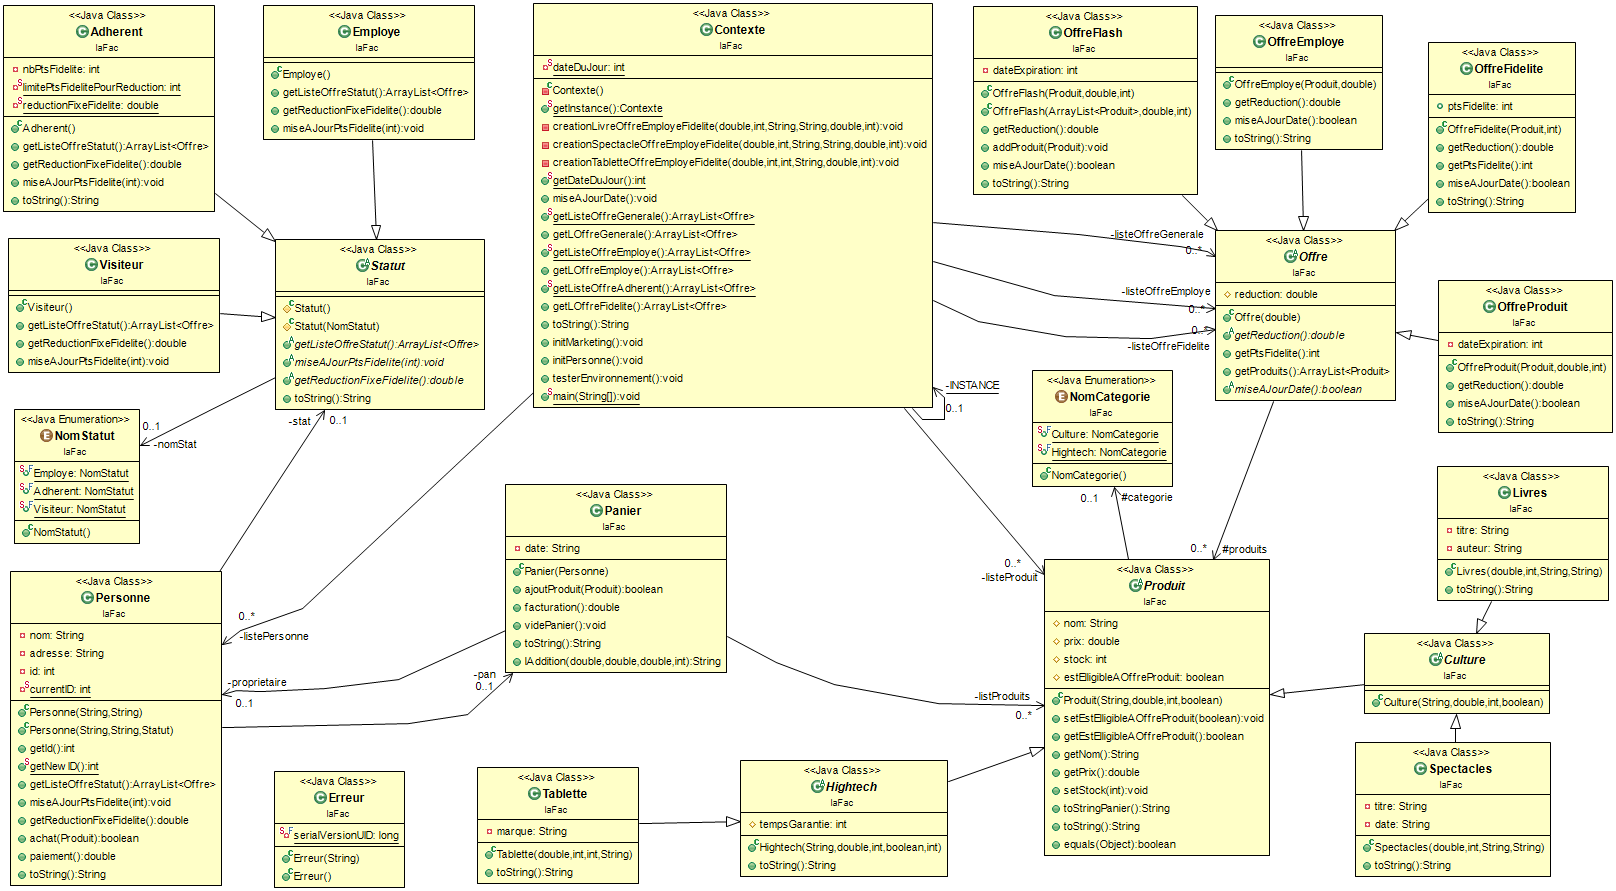 <<Java Class>>
Adherent
laFac
nbPtsFidelite: int
limitePtsFidelitePourReduction: int
reductionFixeFidelite: double
Adherent()
getListeOffreStatut():ArrayList<Offre>
getReductionFixeFidelite():double
miseAJourPtsFidelite(int):void
toString():String
<<Java Class>>
Employe
laFac
Employe()
getListeOffreStatut():ArrayList<Offre>
getReductionFixeFidelite():double
miseAJourPtsFidelite(int):void
<<Java Class>>
Contexte
laFac
dateDuJour: int
Contexte()
getInstance():Contexte
creationLivreOffreEmployeFidelite(double,int,String,String,double,int):void
creationSpectacleOffreEmployeFidelite(double,int,String,String,double,int):void
creationTabletteOffreEmployeFidelite(double,int,int,String,double,int):void
getDateDuJour():int
miseAJourDate():void
getListeOffreGenerale():ArrayList<Offre>
getLOffreGenerale():ArrayList<Offre>
getListeOffreEmploye():ArrayList<Offre>
getLOffreEmploye():ArrayList<Offre>
getListeOffreAdherent():ArrayList<Offre>
getLOffreFidelite():ArrayList<Offre>
toString():String
initMarketing():void
initPersonne():void
testerEnvironnement():void
main(String[]):void
<<Java Class>>
OffreFlash
laFac
dateExpiration: int
OffreFlash(Produit,double,int)
OffreFlash(ArrayList<Produit>,double,int)
getReduction():double
addProduit(Produit):void
miseAJourDate():boolean
toString():String
<<Java Class>>
OffreEmploye
laFac
OffreEmploye(Produit,double)
getReduction():double
miseAJourDate():boolean
toString():String
<<Java Class>>
OffreFidelite
laFac
ptsFidelite: int
OffreFidelite(Produit,int)
getReduction():double
getPtsFidelite():int
miseAJourDate():boolean
toString():String
<<Java Class>>
Visiteur
laFac
Visiteur()
getListeOffreStatut():ArrayList<Offre>
getReductionFixeFidelite():double
miseAJourPtsFidelite(int):void
<<Java Class>>
Statut
laFac
Statut()
Statut(NomStatut)
getListeOffreStatut():ArrayList<Offre>
miseAJourPtsFidelite(int):void
getReductionFixeFidelite():double
toString():String
-listeOffreGenerale
0..*
-listeOffreEmploye
0..*
0..*
-listeOffreFidelite
<<Java Class>>
Offre
laFac
reduction: double
Offre(double)
getReduction():double
getPtsFidelite():int
getProduits():ArrayList<Produit>
miseAJourDate():boolean
<<Java Class>>
OffreProduit
laFac
dateExpiration: int
OffreProduit(Produit,double,int)
getReduction():double
miseAJourDate():boolean
toString():String
-INSTANCE
0..1
<<Java Enumeration>>
NomCategorie
laFac
Culture: NomCategorie
Hightech: NomCategorie
NomCategorie()
0..1
#categorie
<<Java Enumeration>>
NomStatut
laFac
Employe: NomStatut
Adherent: NomStatut
Visiteur: NomStatut
NomStatut()
0..1
-nomStat
-stat
0..1
<<Java Class>>
Livres
laFac
titre: String
auteur: String
Livres(double,int,String,String)
toString():String
<<Java Class>>
Panier
laFac
date: String
Panier(Personne)
ajoutProduit(Produit):boolean
facturation():double
videPanier():void
toString():String
lAddition(double,double,double,int):String
0..*
-listeProduit
0..*
#produits
<<Java Class>>
Personne
laFac
nom: String
adresse: String
id: int
currentID: int
Personne(String,String)
Personne(String,String,Statut)
getId():int
getNewID():int
getListeOffreStatut():ArrayList<Offre>
miseAJourPtsFidelite(int):void
getReductionFixeFidelite():double
achat(Produit):boolean
paiement():double
toString():String
0..*
-listePersonne
-proprietaire
0..1
-pan
0..1
-listProduits
0..*
<<Java Class>>
Produit
laFac
nom: String
prix: double
stock: int
estElligibleAOffreProduit: boolean
Produit(String,double,int,boolean)
setEstElligibleAOffreProduit(boolean):void
getEstElligibleAOffreProduit():boolean
getNom():String
getPrix():double
setStock(int):void
toStringPanier():String
toString():String
equals(Object):boolean
<<Java Class>>
Culture
laFac
Culture(String,double,int,boolean)
<<Java Class>>
Spectacles
laFac
titre: String
date: String
Spectacles(double,int,String,String)
toString():String
<<Java Class>>
Erreur
laFac
serialVersionUID: long
Erreur(String)
Erreur()
<<Java Class>>
Tablette
laFac
marque: String
Tablette(double,int,int,String)
toString():String
<<Java Class>>
Hightech
laFac
tempsGarantie: int
Hightech(String,double,int,boolean,int)
toString():String